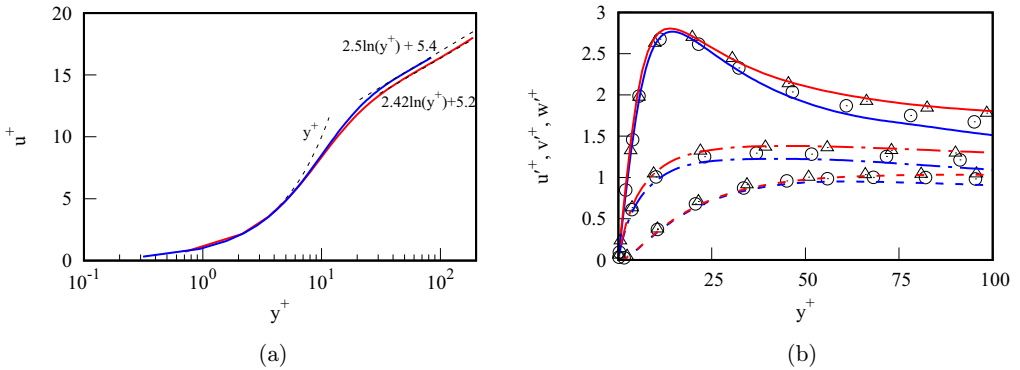 20
15
10
5
0
u⁺
10⁻¹
10⁰
10¹
10²
y⁺
2.5ln(y⁺) + 5.4
2.42ln(y⁺)+5.2
y⁺
(a)
3
2.5
2
1.5
1
0.5
0
u'⁺, v'⁺, w'⁺
25
50
75
100
y⁺
(b)